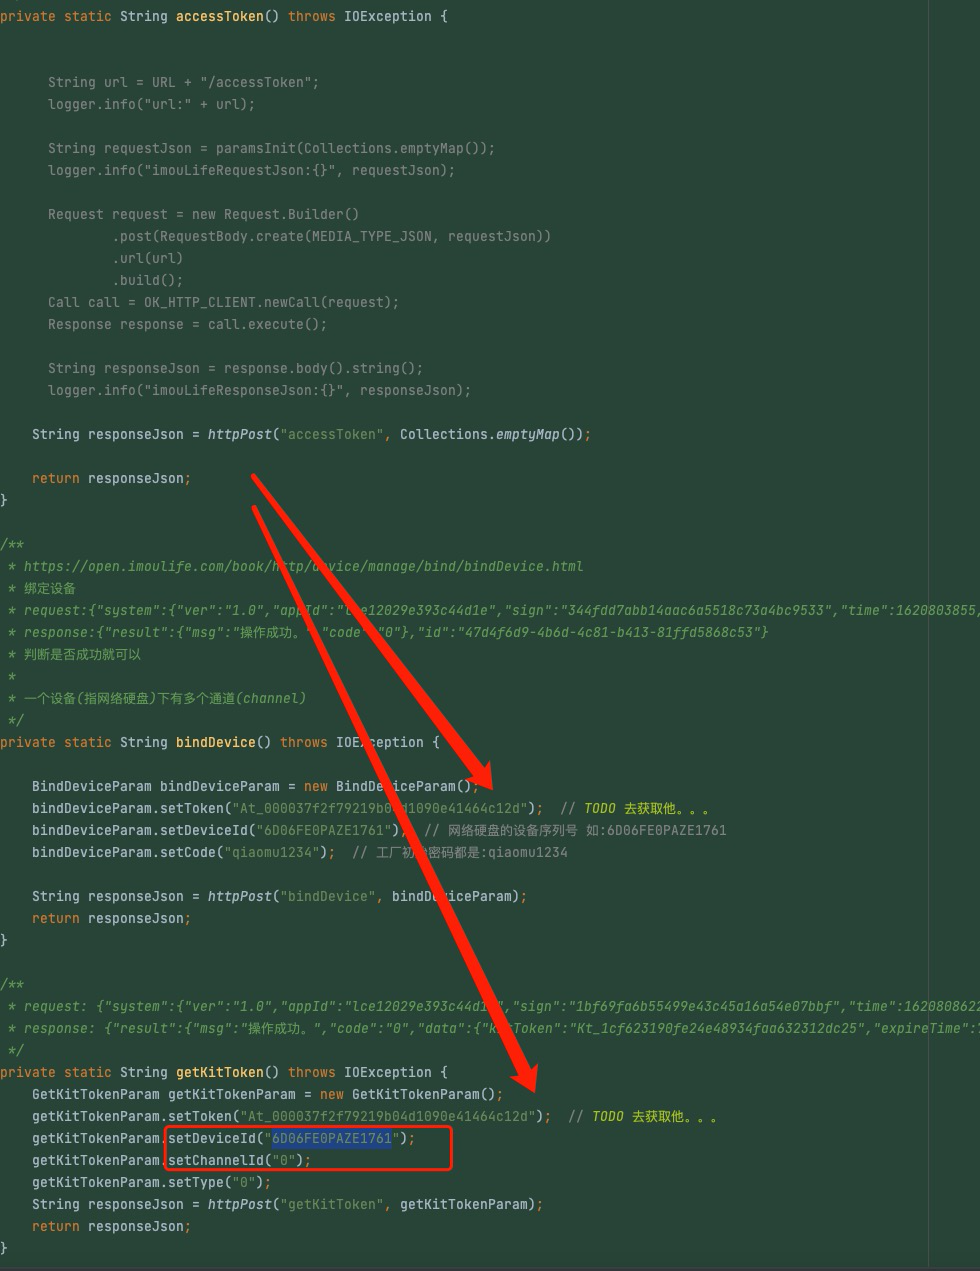 private static String accessToken() throws IOException {
String url = URL + "/accessToken";
logger.info("url:" + url);
String requestJson = paramsInit(Collections.emptyMap());
logger.info("imouLifeRequestJson:{}", requestJson);
Request request = new Request.Builder()
.post(RequestBody.create(MEDIA_TYPE_JSON, requestJson))
.url(url)
.build();
Call call = OK_HTTP_CLIENT.newCall(request);
Response response = call.execute();
String responseJson = response.body().string();
logger.info("imouLifeResponseJson:{}", responseJson);
String responseJson = httpPost("accessToken", Collections.emptyMap());
return responseJson;
}
/**
* https://open.imoulife.com/book/http/device/manage/bind/bindDevice.html
* 绑定设备
* request:{"system":{"ver":"1.0","appId":"lce12029e393c44d1e","sign":"344fdd7abb14aac6a5518c73a4bc9533","time":1620803855,
* response:{"result":{"msg":"操作成功。","code":"0"},"id":"47d4f6d9-4b6d-4c81-b413-81ffd5868c53"}
* 判断是否成功就可以
*
* 一个设备(指网络硬盘)下有多个通道(channel)
*/
private static String bindDevice() throws IOException {
BindDeviceParam bindDeviceParam = new BindDeviceParam();
bindDeviceParam.setToken("At_000037f2f79219b04d1090e41464c12d"); // TODO 去获取他。。。
bindDeviceParam.setDeviceId("6D06FE0PAZE1761"); // 网络硬盘的设备序列号 如:6D06FE0PAZE1761
bindDeviceParam.setCode("qiaomu1234"); // 工厂初始密码都是:qiaomu1234
String responseJson = httpPost("bindDevice", bindDeviceParam);
return responseJson;
}
/**
* request: {"system":{"ver":"1.0","appId":"lce12029e393c44d1e","sign":"1bf69fa6b55499e43c45a16a54e07bbf","time":1620808622
* response: {"result":{"msg":"操作成功。","code":"0","data":{"kitToken":"Kt_1cf623190fe24e48934faa632312dc25","expireTime":
*/
private static String getKitToken() throws IOException {
GetKitTokenParam getKitTokenParam = new GetKitTokenParam();
getKitTokenParam.setToken("At_000037f2f79219b04d1090e41464c12d"); // TODO 去获取他。。。
getKitTokenParam.setDeviceId("6D06FE0PAZE1761");
getKitTokenParam.setChannelId("0");
getKitTokenParam.setType("0");
String responseJson = httpPost("getKitToken", getKitTokenParam);
return responseJson;
}